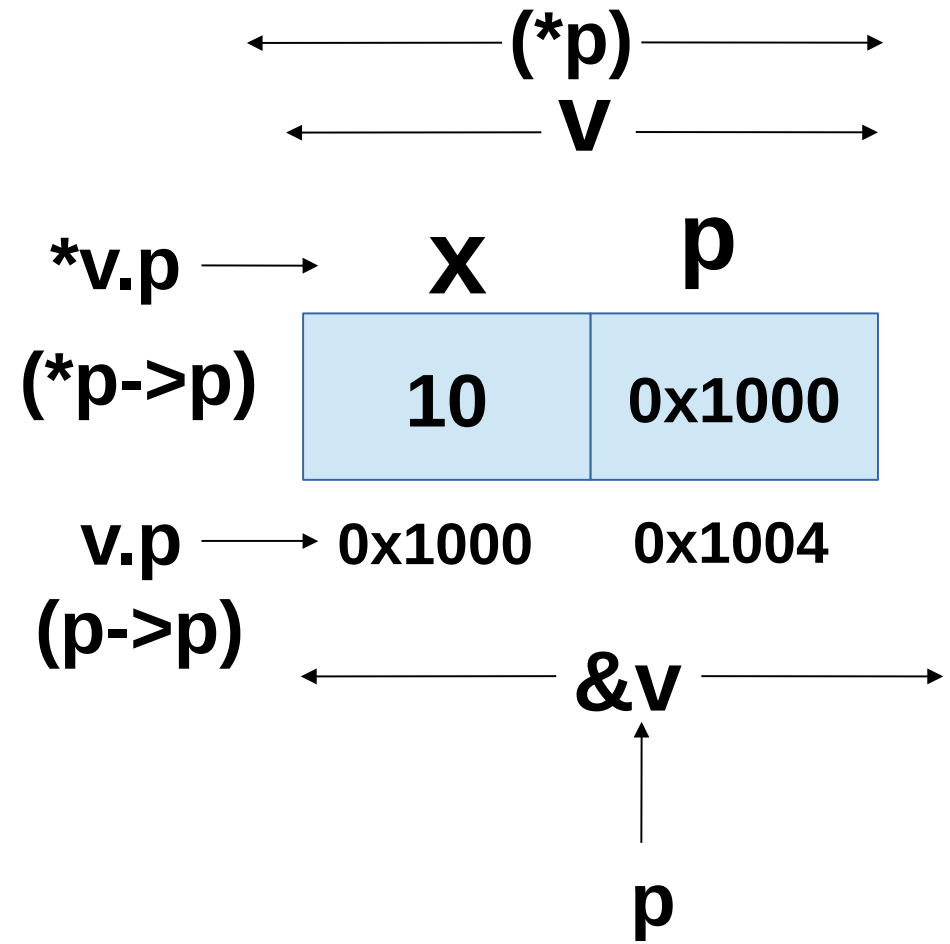 (*p)
v
*v.p x p
(*p->p) 10 0x1000
v.p 0x1000 0x1004
(p->p)
&v
p